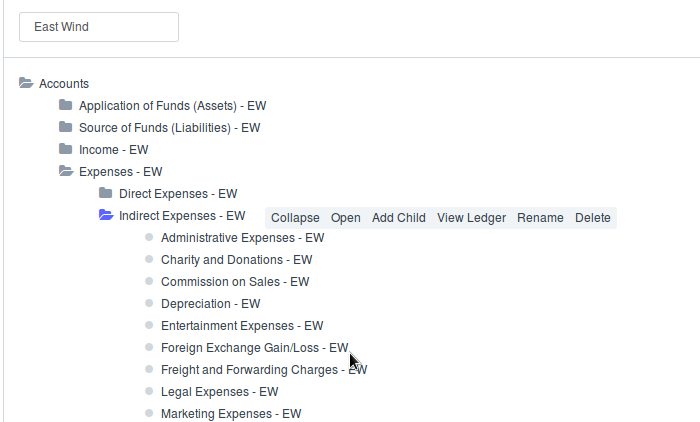 East Wind
Accounts
Application of Funds (Assets) - EW
Source of Funds (Liabilities) - EW
Income - EW
Expenses - EW
Direct Expenses - EW
Indirect Expenses - EW Collapse Open Add Child View Ledger Rename Delete
Administrative Expenses - EW
Charity and Donations - EW
Commission on Sales - EW
Depreciation - EW
Entertainment Expenses - EW
Foreign Exchange Gain/Loss - EW
Freight and Forwarding Charges - EW
Legal Expenses - EW
Marketing Expenses - EW